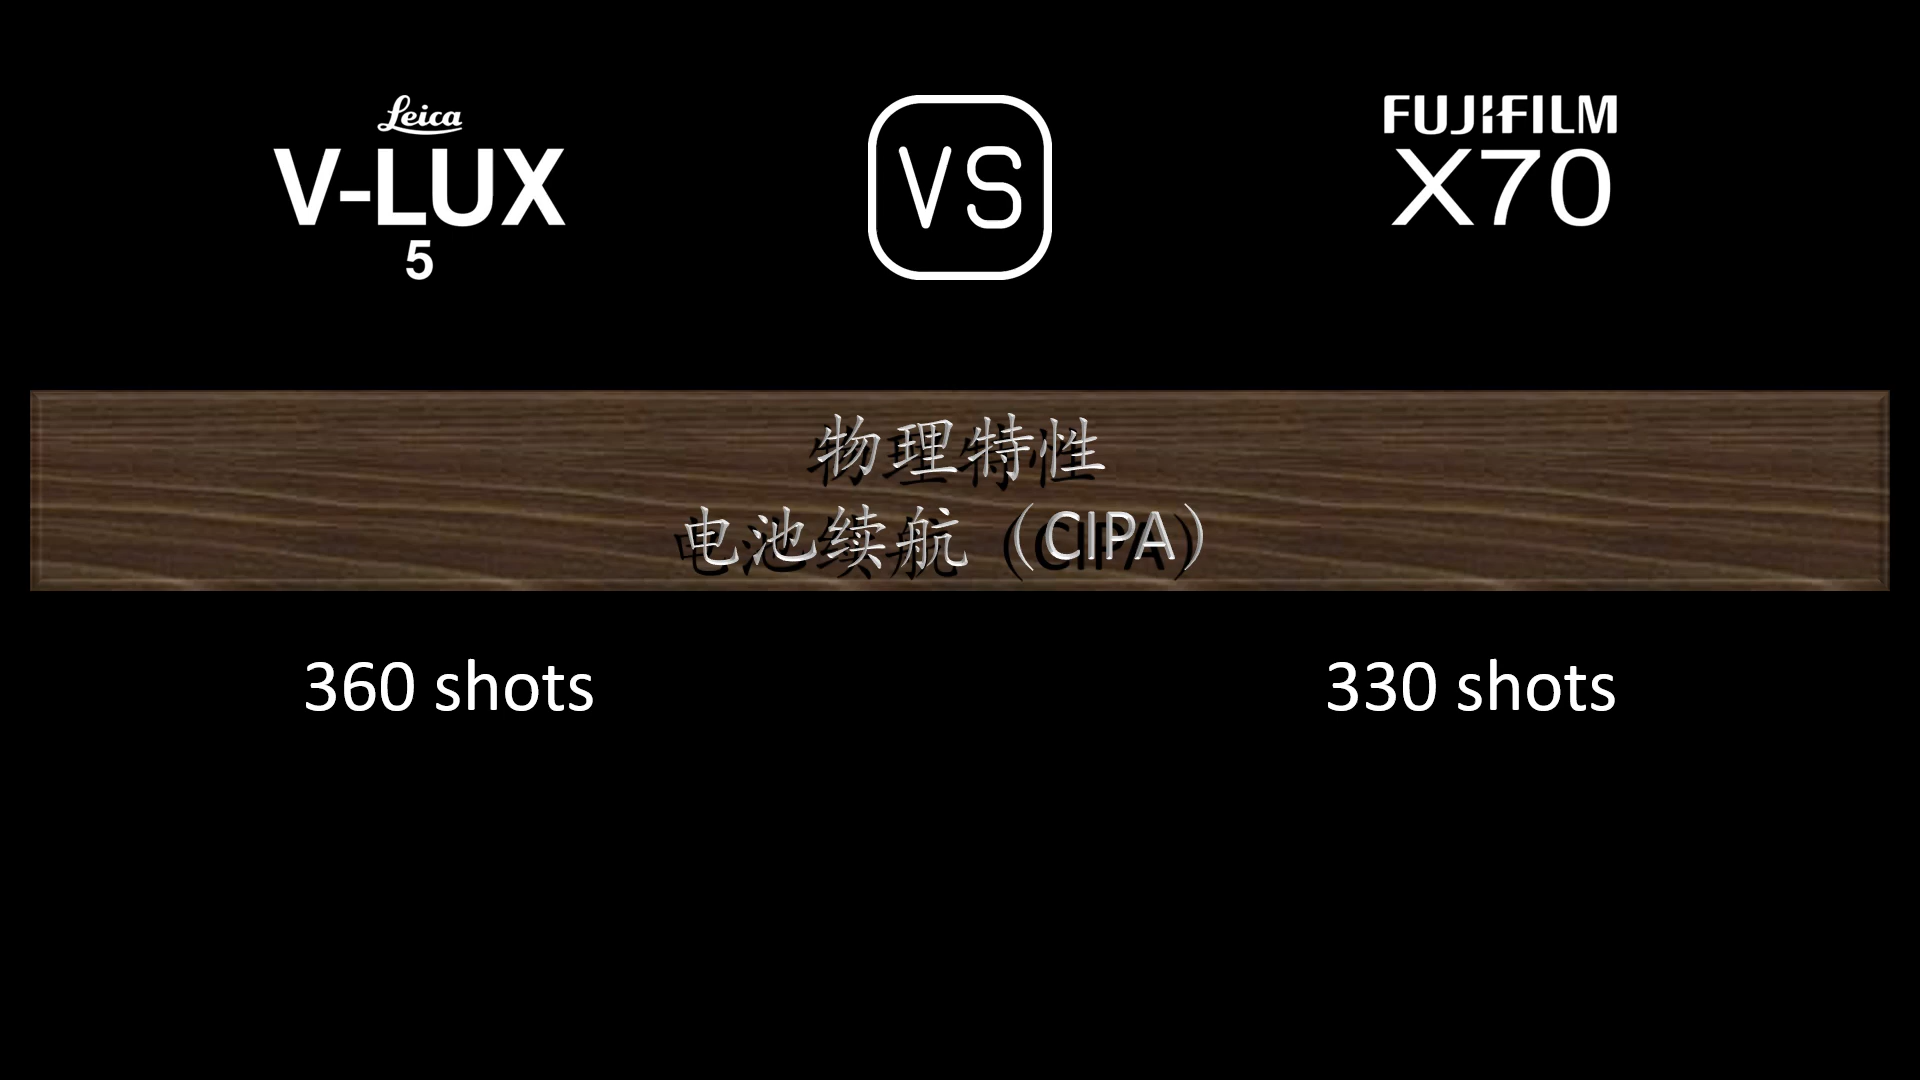 Leica
V-LUX
5
VS
FUJIFILM
X70
物理特性
电池续航（CIPA）
360 shots
330 shots